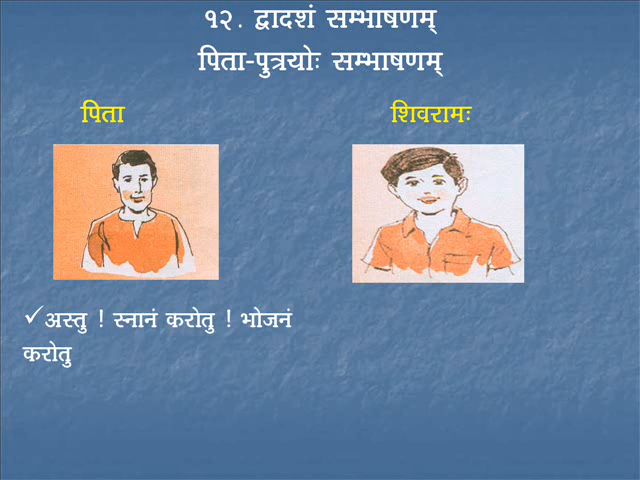 १२. द्वादशं सम्भाषणम्
पिता-पुत्रयोः सम्भाषणम्
पिता
शिवरामः
✓अस्तु ! स्नानं करोतु ! भोजनं
करोतु